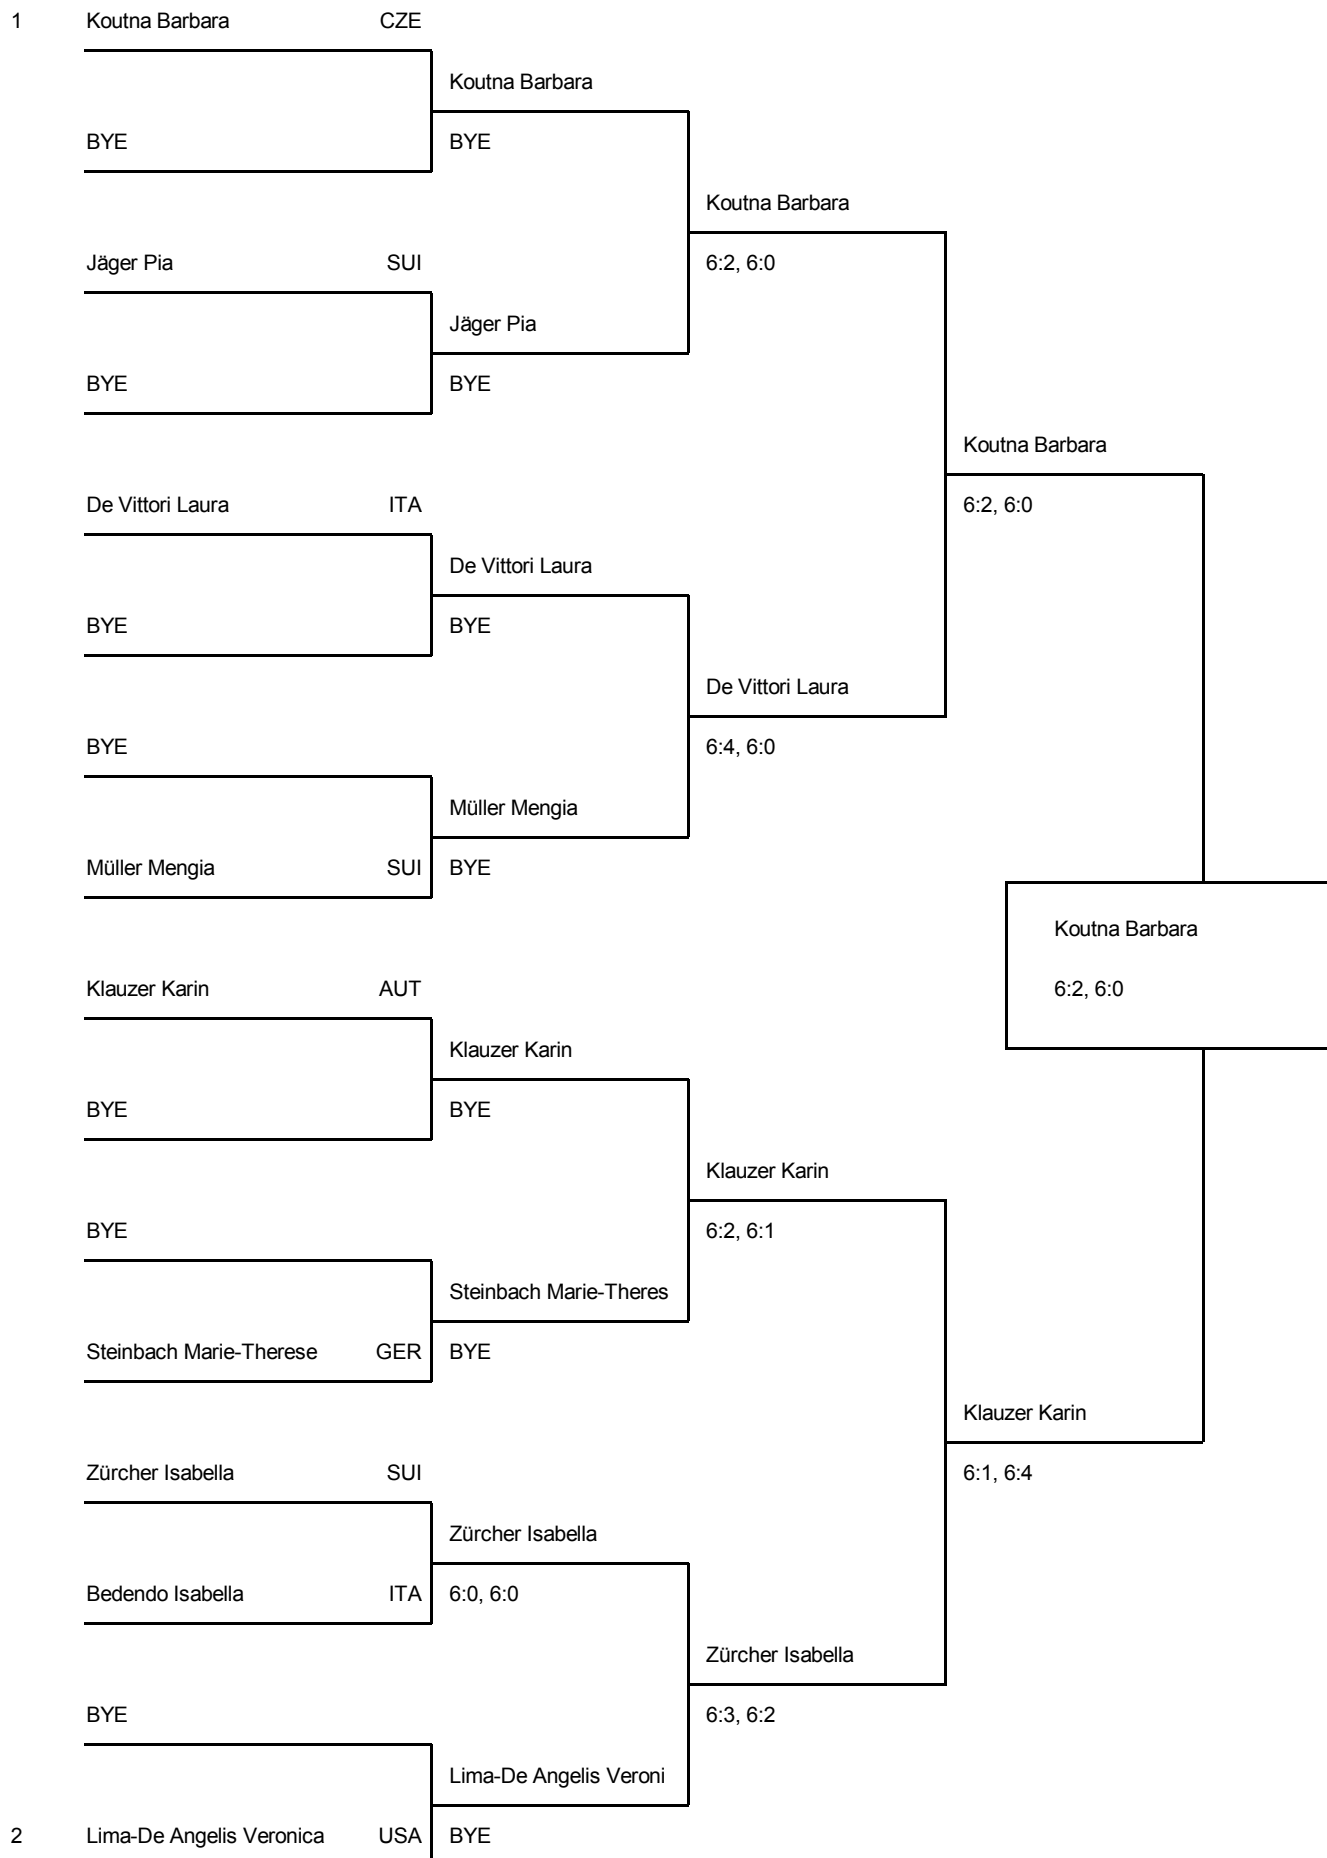 1 Koutna Barbara CZE
Koutna Barbara
BYE BYE
Koutna Barbara
Jäger Pia SUI 6:2, 6:0
Jäger Pia
BYE BYE
Koutna Barbara
De Vittori Laura ITA 6:2, 6:0
De Vittori Laura
BYE BYE
De Vittori Laura
BYE 6:4, 6:0
Müller Mengia
Müller Mengia SUI BYE
Koutna Barbara
Klauzer Karin AUT 6:2, 6:0
Klauzer Karin
BYE BYE
Klauzer Karin
BYE 6:2, 6:1
Steinbach Marie-Theres
Steinbach Marie-Therese GER BYE
Klauzer Karin
Zürcher Isabella SUI 6:1, 6:4
Zürcher Isabella
Bedendo Isabella ITA 6:0, 6:0
Zürcher Isabella
BYE 6:3, 6:2
Lima-De Angelis Veroni
2 Lima-De Angelis Veronica USA BYE